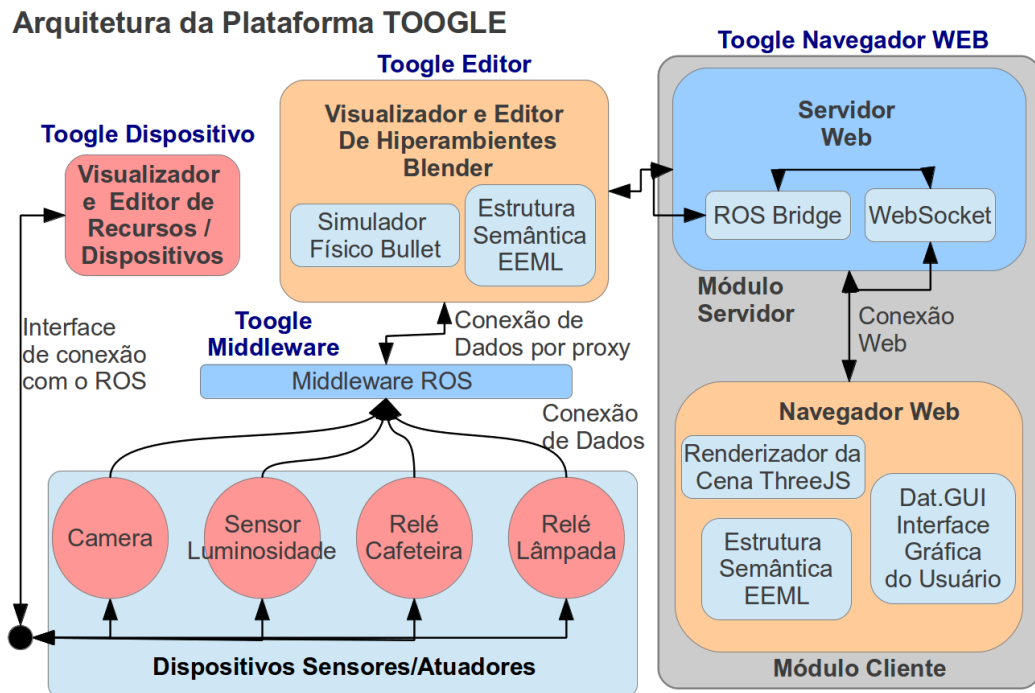 Arquitetura da Plataforma TOOGLE
Toogle Dispositivo
Visualizador
e Editor de
Recursos /
Dispositivos
Interface
de conexão
com o ROS
Toogle Editor
Visualizador e Editor
De Hiperambientes
Blender
Simulador
Físico Bullet
Estrutura
Semântica
EEML
Toogle
Middleware
Conexão de
Dados por proxy
Middleware ROS
Conexão
de Dados
Camera
Sensor
Luminosidade
Relé
Cafeteira
Relé
Lâmpada
Dispositivos Sensores/Atuadores
Toogle Navegador WEB
Servidor
Web
ROS Bridge
WebSocket
Módulo
Servidor
Conexão
Web
Navegador Web
Renderizador da
Cena ThreeJS
Estrutura
Semântica
EEML
Dat.GUI
Interface
Gráfica
do Usuário
Módulo Cliente